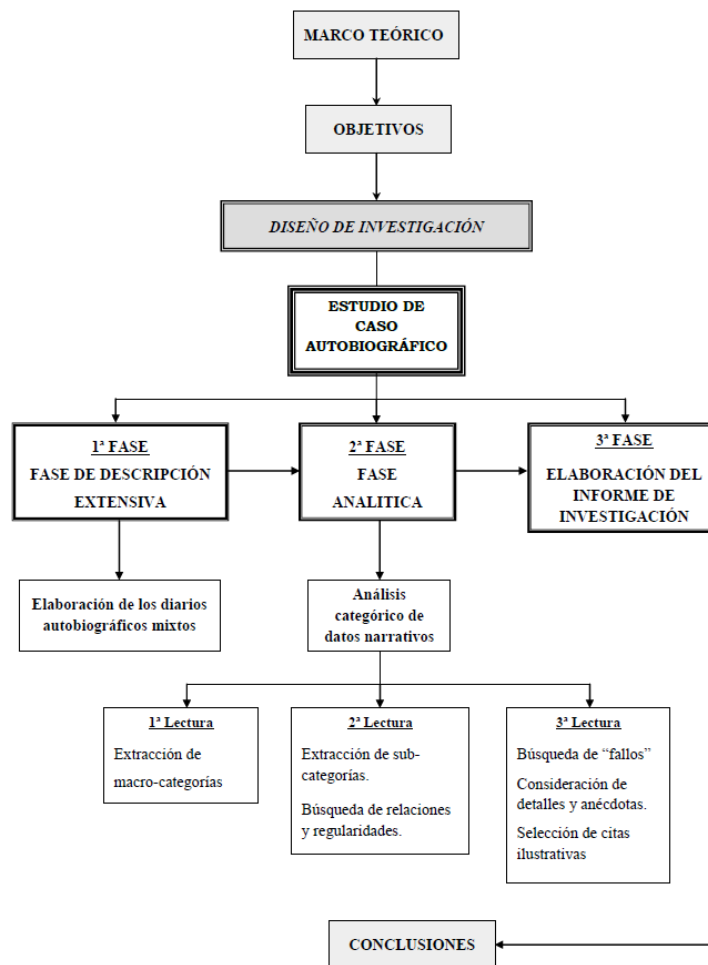 MARCO TEÓRICO
OBJETIVOS
DISEÑO DE INVESTIGACIÓN
ESTUDIO DE
CASO
AUTOBIOGRÁFICO
1ª FASE
FASE DE DESCRIPCIÓN
EXTENSIVA
2ª FASE
FASE
ANALITICA
3ª FASE
ELABORACIÓN DEL
INFORME DE
INVESTIGACIÓN
Elaboración de los diarios
autobiográficos mixtos
Análisis
categórico de
datos narrativos
1ª Lectura
Extracción de
macro-categorías
2ª Lectura
Extracción de sub-
categorías.
Búsqueda de relaciones
y regularidades.
3ª Lectura
Búsqueda de “fallos”
Consideración de
detalles y anécdotas.
Selección de citas
ilustrativas
CONCLUSIONES